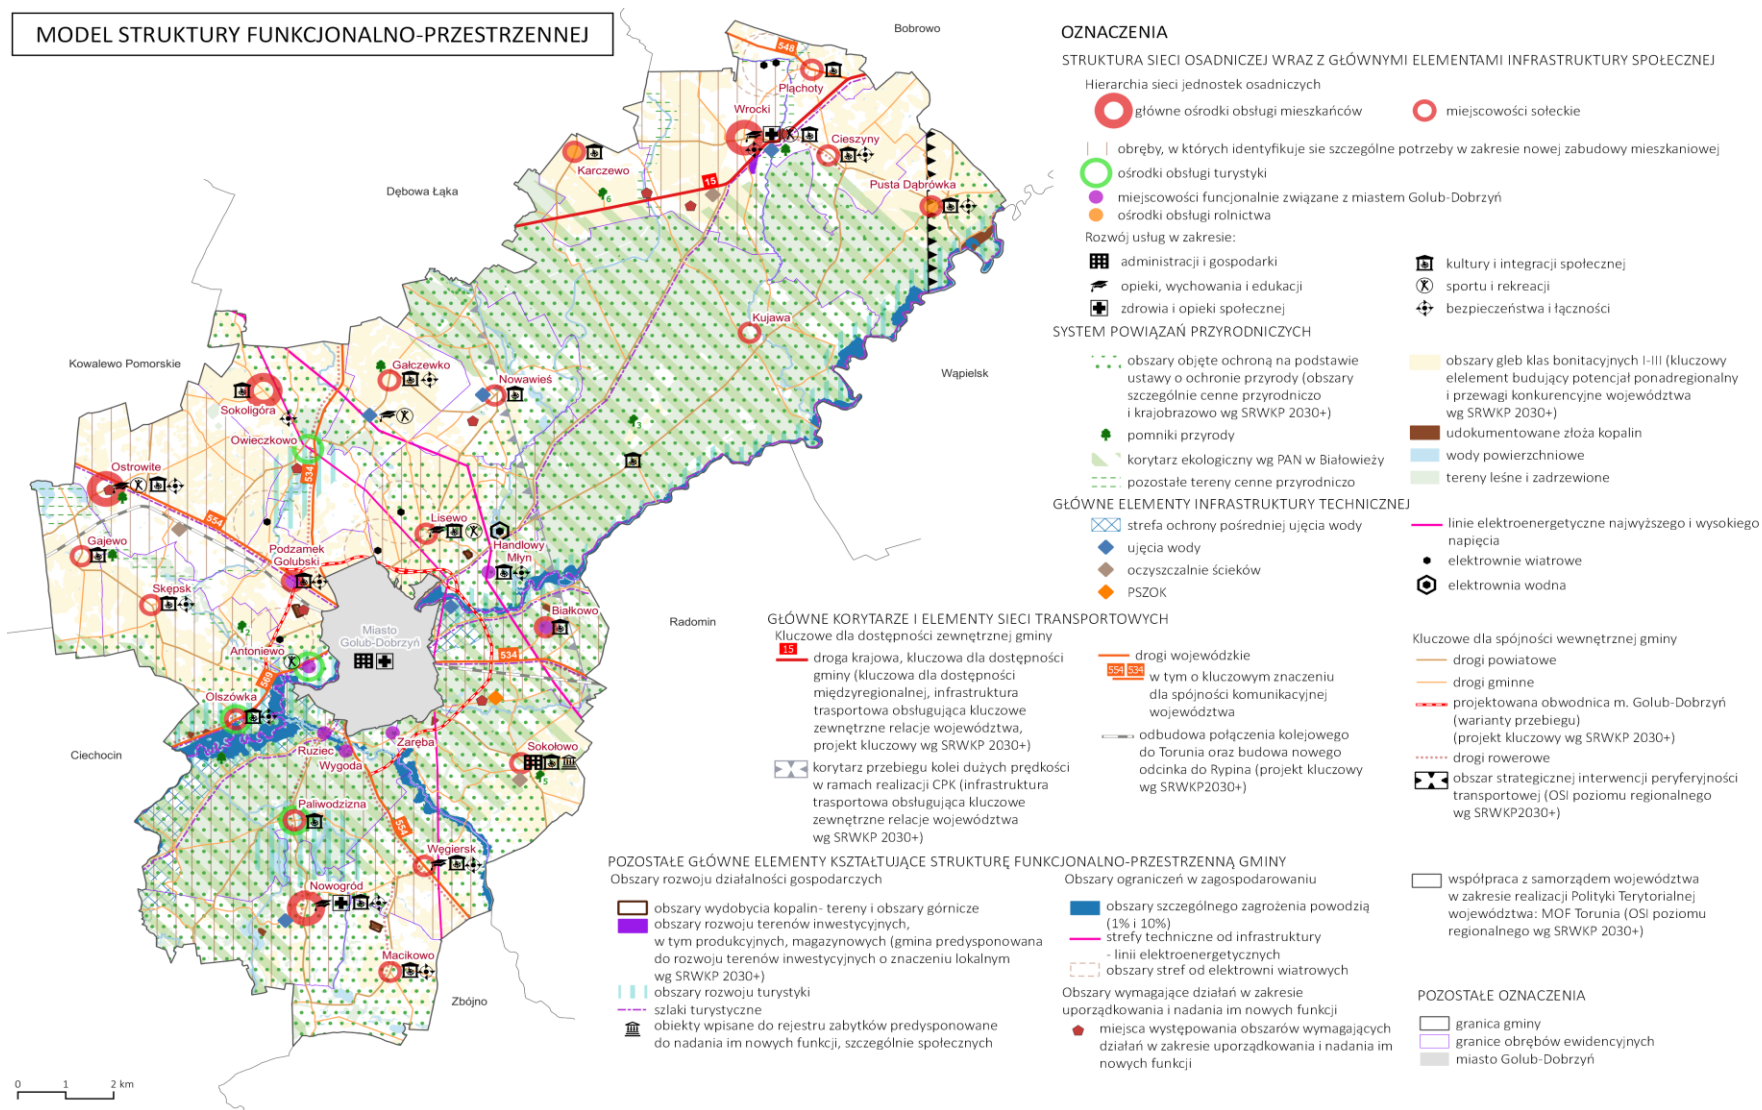 MODEL STRUKTURY FUNKCJONALNO-PRZESTRZENNEJ
Bobrowo
548
Płąchoty
Wrocki
Cieszyny
Karczewo
Dębowa Łąka
15
6
Pusta Dąbrówka
Kujawa
Kowalewo Pomorskie
Gałczewko
Nowawieś
Wąpielsk
Sokoligóra
Owieczkowo
3
Ostrowite
534
554
Lisewo
Gajewo
Podzamek
Golubski
Handlowy
Młyn
Skępsk
2
Białkowo
Radomin
Miasto
Golub-Dobrzyń
Antoniewo
534
569
Olszówka
Ciechocin
Ruziec
Zaręba
Wygoda
Sokołowo
5
Paliwodzizna
554
Węgiersk
Nowogród
Macikowo
Zbójno
0 1 2 km
OZNACZENIA
STRUKTURA SIECI OSADNICZEJ WRAZ Z GŁÓWNYMI ELEMENTAMI INFRASTRUKTURY SPOŁECZNEJ
Hierarchia sieci jednostek osadniczych
główne ośrodki obsługi mieszkańców
miejscowości sołeckie
obręby, w których identyfikuje sie szczególne potrzeby w zakresie nowej zabudowy mieszkaniowej
ośrodki obsługi turystyki
miejscowości funcjonalnie związane z miastem Golub-Dobrzyń
ośrodki obsługi rolnictwa
Rozwój usług w zakresie:
administracji i gospodarki
kultury i integracji społecznej
opieki, wychowania i edukacji
sportu i rekreacji
zdrowia i opieki społecznej
bezpieczeństwa i łączności
SYSTEM POWIĄZAŃ PRZYRODNICZYCH
obszary objęte ochroną na podstawie
ustawy o ochronie przyrody (obszary
szczególnie cenne przyrodniczo
i krajobrazowo wg SRWKP 2030+)
pomniki przyrody
korytarz ekologiczny wg PAN w Białowieży
pozostałe tereny cenne przyrodniczo
obszary gleb klas bonitacyjnych I-III (kluczowy
elelement budujący potencjał ponadregionalny
i przewagi konkurencyjne województwa
wg SRWKP 2030+)
udokumentowane złoża kopalin
wody powierzchniowe
tereny leśne i zadrzewione
GŁÓWNE ELEMENTY INFRASTRUKTURY TECHNICZNEJ
strefa ochrony pośredniej ujęcia wody
ujęcia wody
oczyszczalnie ścieków
PSZOK
linie elektroenergetyczne najwyższego i wysokiego
napięcia
elektrownie wiatrowe
elektrownia wodna
GŁÓWNE KORYTARZE I ELEMENTY SIECI TRANSPORTOWYCH
Kluczowe dla dostępności zewnętrznej gminy
15
droga krajowa, kluczowa dla dostępności
gminy (kluczowa dla dostępności
międzyregionalnej, infrastruktura
trasportowa obsługująca kluczowe
zewnętrzne relacje województwa,
projekt kluczowy wg SRWKP 2030+)
korytarz przebiegu kolei dużych prędkości
w ramach realizacji CPK (infrastruktura
trasportowa obsługująca kluczowe
zewnętrzne relacje województwa
wg SRWKP 2030+)
drogi wojewódzkie
554 534
w tym o kluczowym znaczeniu
dla spójności komunikacyjnej
województwa
odbudowa połączenia kolejowego
do Torunia oraz budowa nowego
odcinka do Rypina (projekt kluczowy
wg SRWKP2030+)
Kluczowe dla spójności wewnętrznej gminy
drogi powiatowe
drogi gminne
projektowana obwodnica m. Golub-Dobrzyń
(warianty przebiegu)
(projekt kluczowy wg SRWKP 2030+)
drogi rowerowe
obszar strategicznej interwencji peryferyjności
transportowej (OSI poziomu regionalnego
wg SRWKP2030+)
POZOSTAŁE GŁÓWNE ELEMENTY KSZTAŁTUJĄCE STRUKTURĘ FUNKCJONALNO-PRZESTRZENNĄ GMINY
Obszary rozwoju działalności gospodarczych
obszary wydobycia kopalin- tereny i obszary górnicze
obszary rozwoju terenów inwestycyjnych,
w tym produkcyjnych, magazynowych (gmina predysponowana
do rozwoju terenów inwestycyjnych o znaczeniu lokalnym
wg SRWKP 2030+)
obszary rozwoju turystyki
szlaki turystyczne
obiekty wpisane do rejestru zabytków predysponowane
do nadania im nowych funkcji, szczególnie społecznych
Obszary ograniczeń w zagospodarowaniu
obszary szczególnego zagrożenia powodzią
(1% i 10%)
strefy techniczne od infrastruktury
- linii elektroenergetycznych
obszary stref od elektrowni wiatrowych
Obszary wymagające działań w zakresie
uporządkowania i nadania im nowych funkcji
miejsca występowania obszarów wymagających
działań w zakresie uporządkowania i nadania im
nowych funkcji
współpraca z samorządem województwa
w zakresie realizacji Polityki Terytorialnej
województwa: MOF Torunia (OSI poziomu
regionalnego wg SRWKP 2030+)
POZOSTAŁE OZNACZENIA
granica gminy
granice obrębów ewidencyjnych
miasto Golub-Dobrzyń